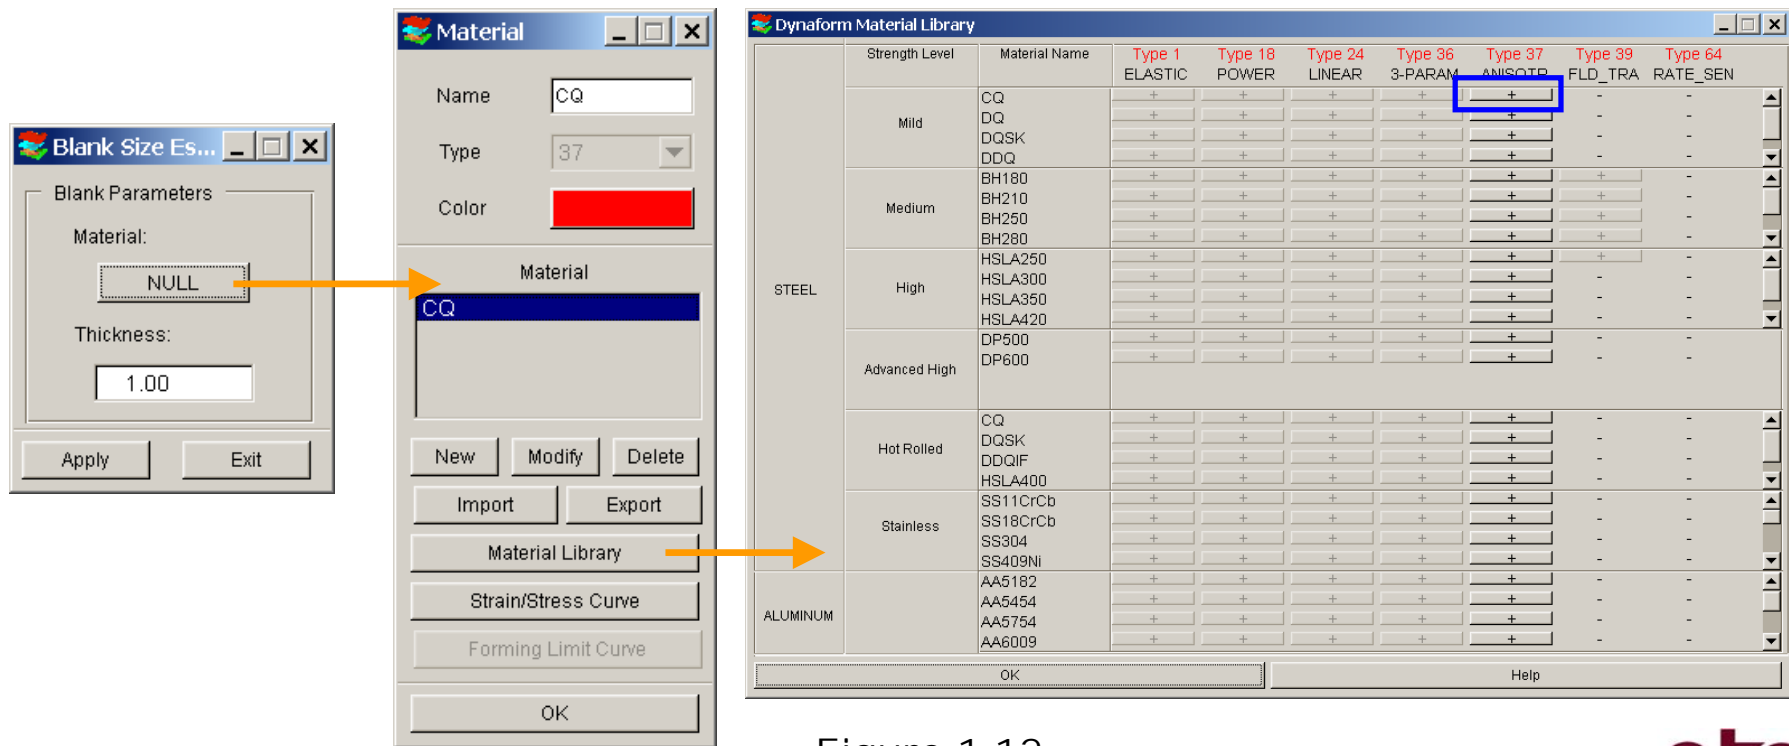 Blank Size Es...
Blank Parameters
Material:
NULL
Thickness:
1.00
Apply Exit
Material
Name CQ
Type 37
Color
Material
CQ
New Modify Delete
Import Export
Material Library
Strain/Stress Curve
Forming Limit Curve
OK
Dynaform Material Library
Strength Level Material Name Type 1 Type 18 Type 24 Type 36 Type 37 Type 39 Type 64
ELASTIC POWER LINEAR 3-PARAM ANISOTR FLD_TRA RATE_SEN
STEEL
Mild
CQ + + + + + - -
DQ + + + + + - -
DQSK + + + + + - -
DDQ + + + + + - -
Medium
BH180 + + + + + + -
BH210 + + + + + + -
BH250 + + + + + + -
BH280 + + + + + + -
High
HSLA250 + + + + + + -
HSLA300 + + + + + - -
HSLA350 + + + + + - -
HSLA420 + + + + + - -
Advanced High
DP500 + + + + + - -
DP600 + + + + + - -
Hot Rolled
CQ + + + + + - -
DQSK + + + + + - -
DDQIF + + + + + - -
HSLA400 + + + + + - -
Stainless
SS11CrCb + + + + + - -
SS18CrCb + + + + + - -
SS304 + + + + + - -
SS409Ni + + + + + - -
ALUMINUM
AA5182 + + + + + - -
AA5454 + + + + + - -
AA5754 + + + + + - -
AA6009 + + + + + - -
OK Help